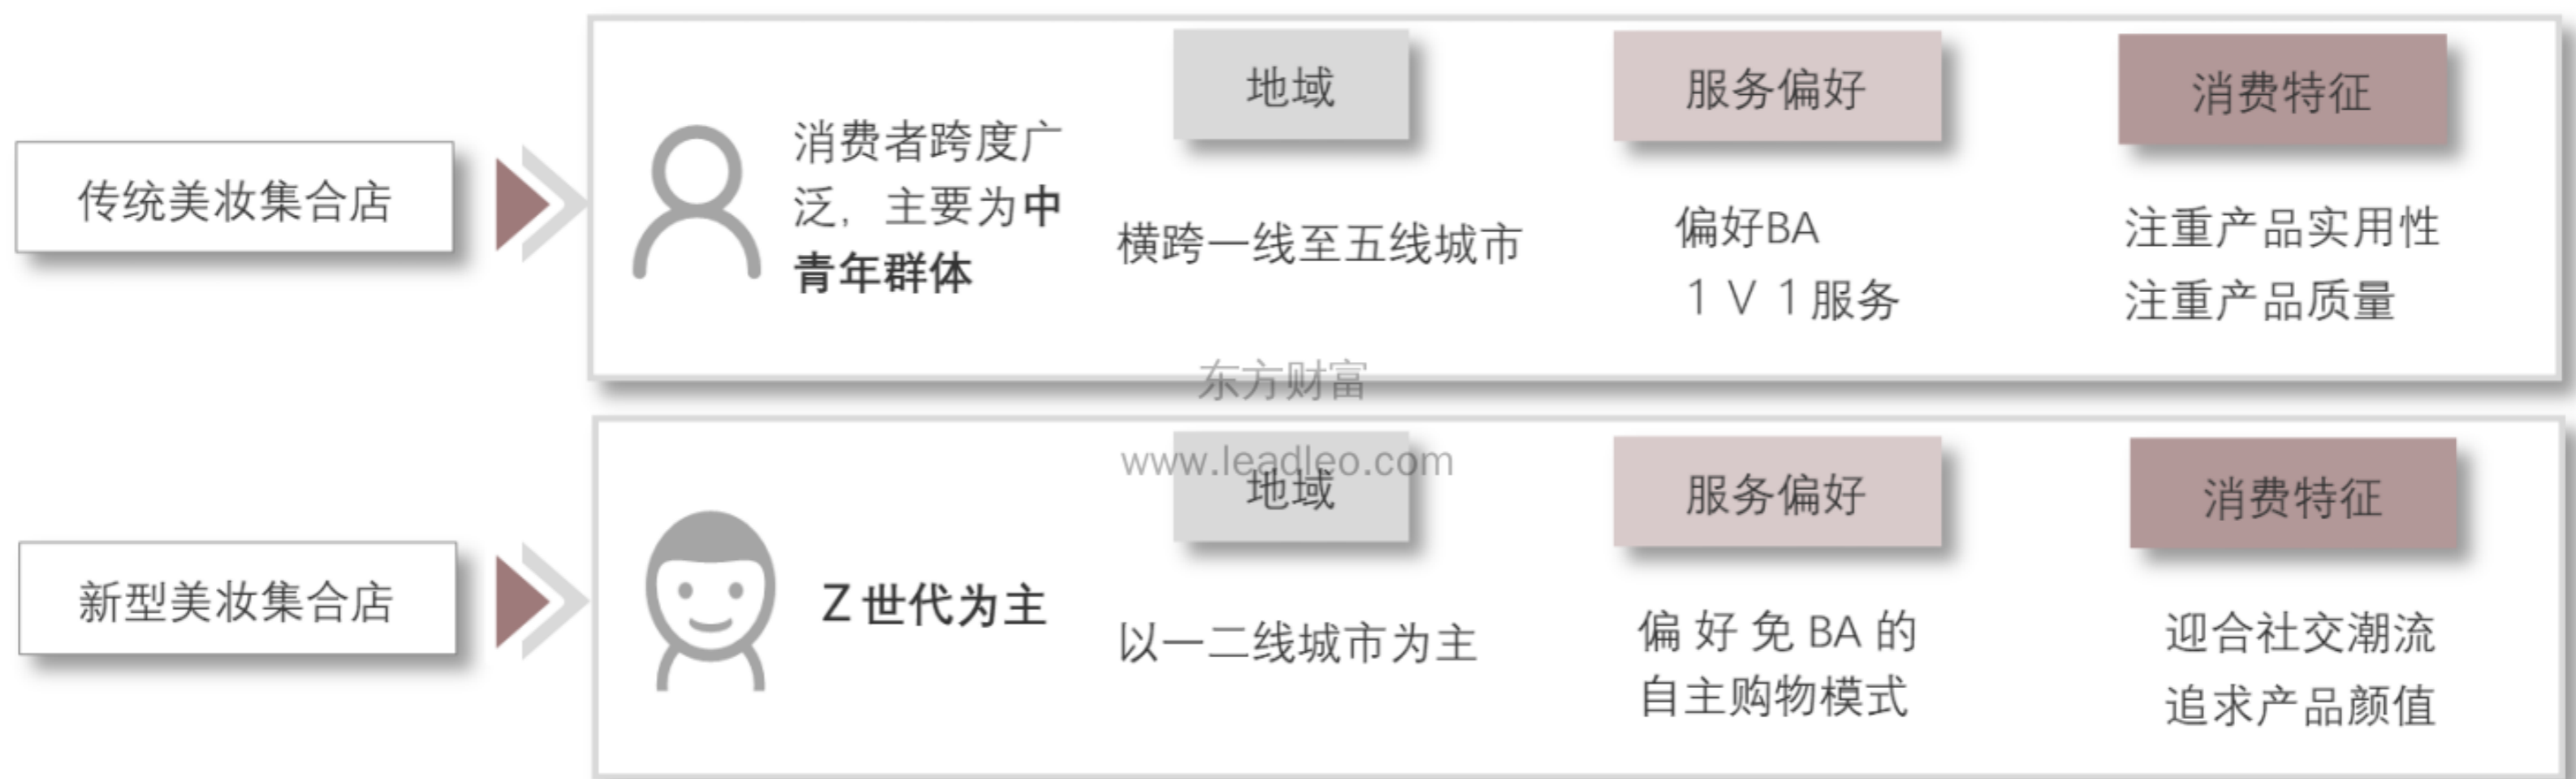 传统美妆集合店
消费者跨度广
泛，主要为中
青年群体
地域
横跨一线至五线城市
服务偏好
偏好BA
1 V 1服务
消费特征
注重产品实用性
注重产品质量
东方财富
www.leadleo.com
新型美妆集合店
Z世代为主
地域
以一二线城市为主
服务偏好
偏好免BA的
自主购物模式
消费特征
迎合社交潮流
追求产品颜值